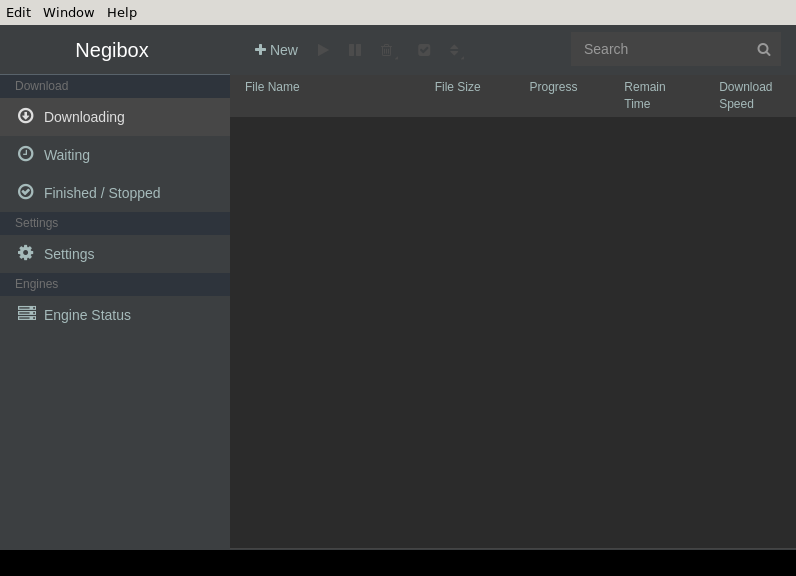 Edit Window Help
Negibox
New
Search
Download
Downloading
Waiting
Finished / Stopped
Settings
Settings
Engines
Engine Status
File Name File Size Progress Remain Time Download Speed